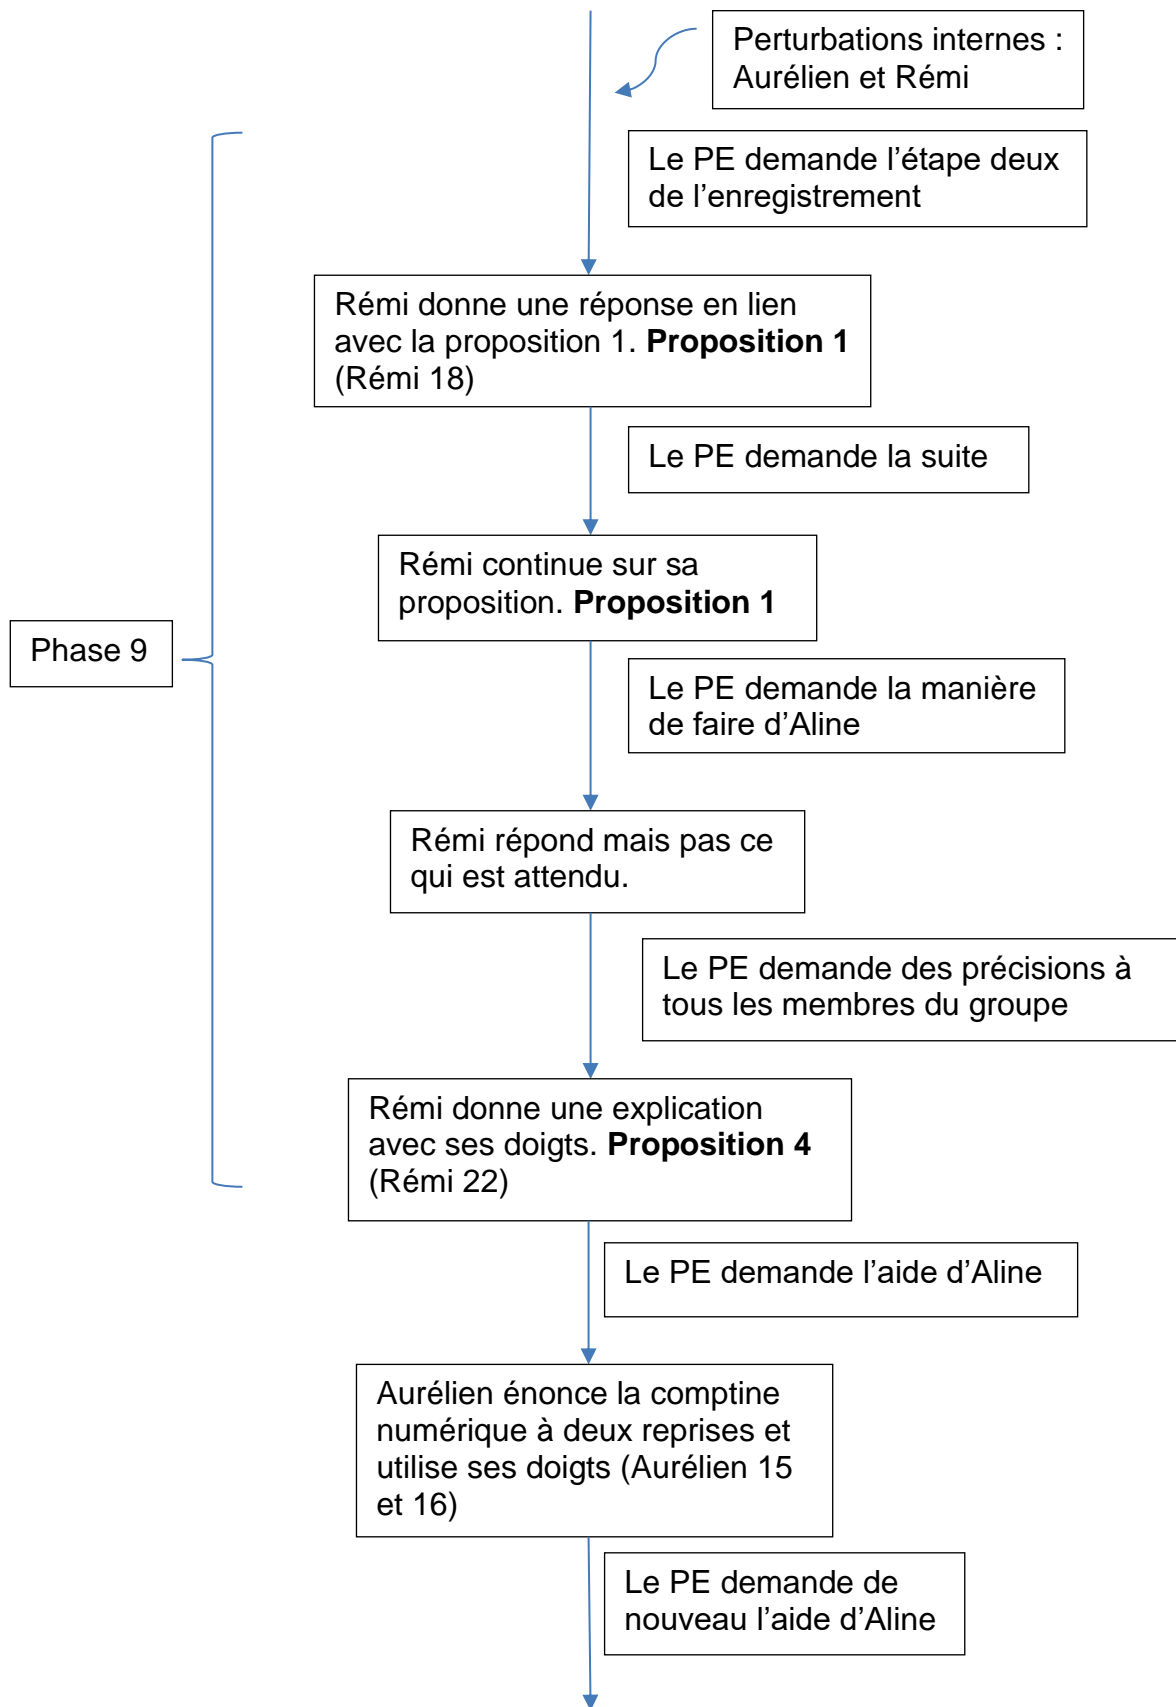 Perturbations internes :
Aurélien et Rémi
Le PE demande l’étape deux
de l’enregistrement
Rémi donne une réponse en lien
avec la proposition 1. Proposition 1
(Rémi 18)
Le PE demande la suite
Rémi continue sur sa
proposition. Proposition 1
Phase 9
Le PE demande la manière
de faire d’Aline
Rémi répond mais pas ce
qui est attendu.
Le PE demande des précisions à
tous les membres du groupe
Rémi donne une explication
avec ses doigts. Proposition 4
(Rémi 22)
Le PE demande l’aide d’Aline
Aurélien énonce la comptine
numérique à deux reprises et
utilise ses doigts (Aurélien 15
et 16)
Le PE demande de
nouveau l’aide d’Aline